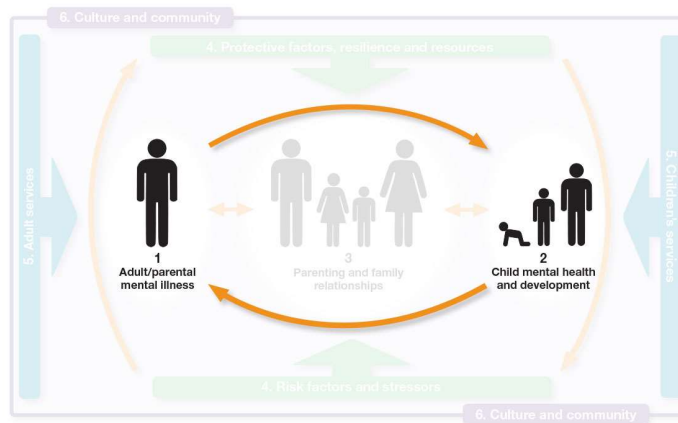 6. Culture and community
4. Protective factors, resilience and resources
5. Adult services
5. Children's services
1
Adult/parental
mental illness
3
Parenting and family
relationships
2
Child mental health
and development
4. Risk factors and stressors
6. Culture and community